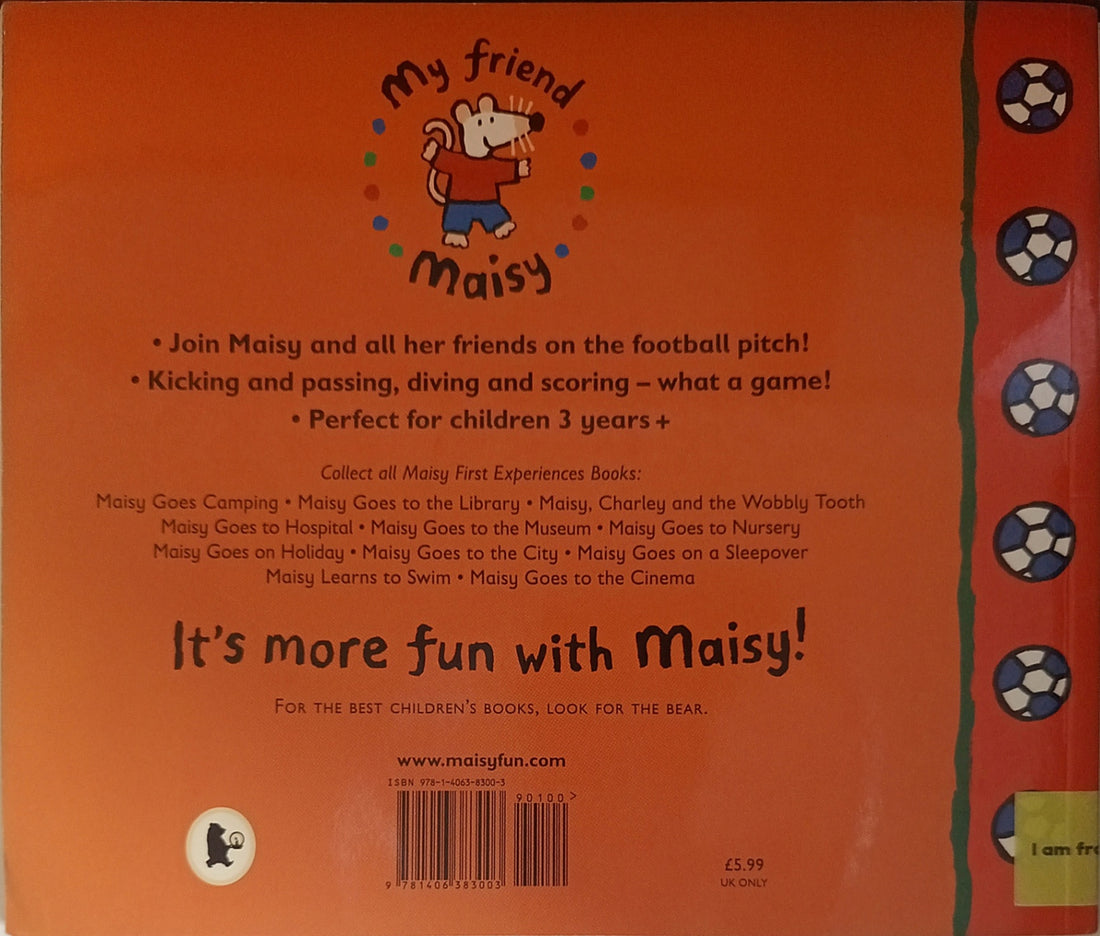 My friend
Maisy
• Join Maisy and all her friends on the football pitch!
• Kicking and passing, diving and scoring – what a game!
• Perfect for children 3 years +
Collect all Maisy First Experiences Books:
Maisy Goes Camping • Maisy Goes to the Library • Maisy, Charley and the Wobbly Tooth
Maisy Goes to Hospital • Maisy Goes to the Museum • Maisy Goes to Nursery
Maisy Goes on Holiday • Maisy Goes to the City • Maisy Goes on a Sleepover
Maisy Learns to Swim • Maisy Goes to the Cinema
It's more fun with Maisy!
FOR THE BEST CHILDREN'S BOOKS, LOOK FOR THE BEAR.
www.maisyfun.com
ISBN 978-1-4063-8300-3
90100 >
9 781406 383003
£5.99
UK ONLY
I am